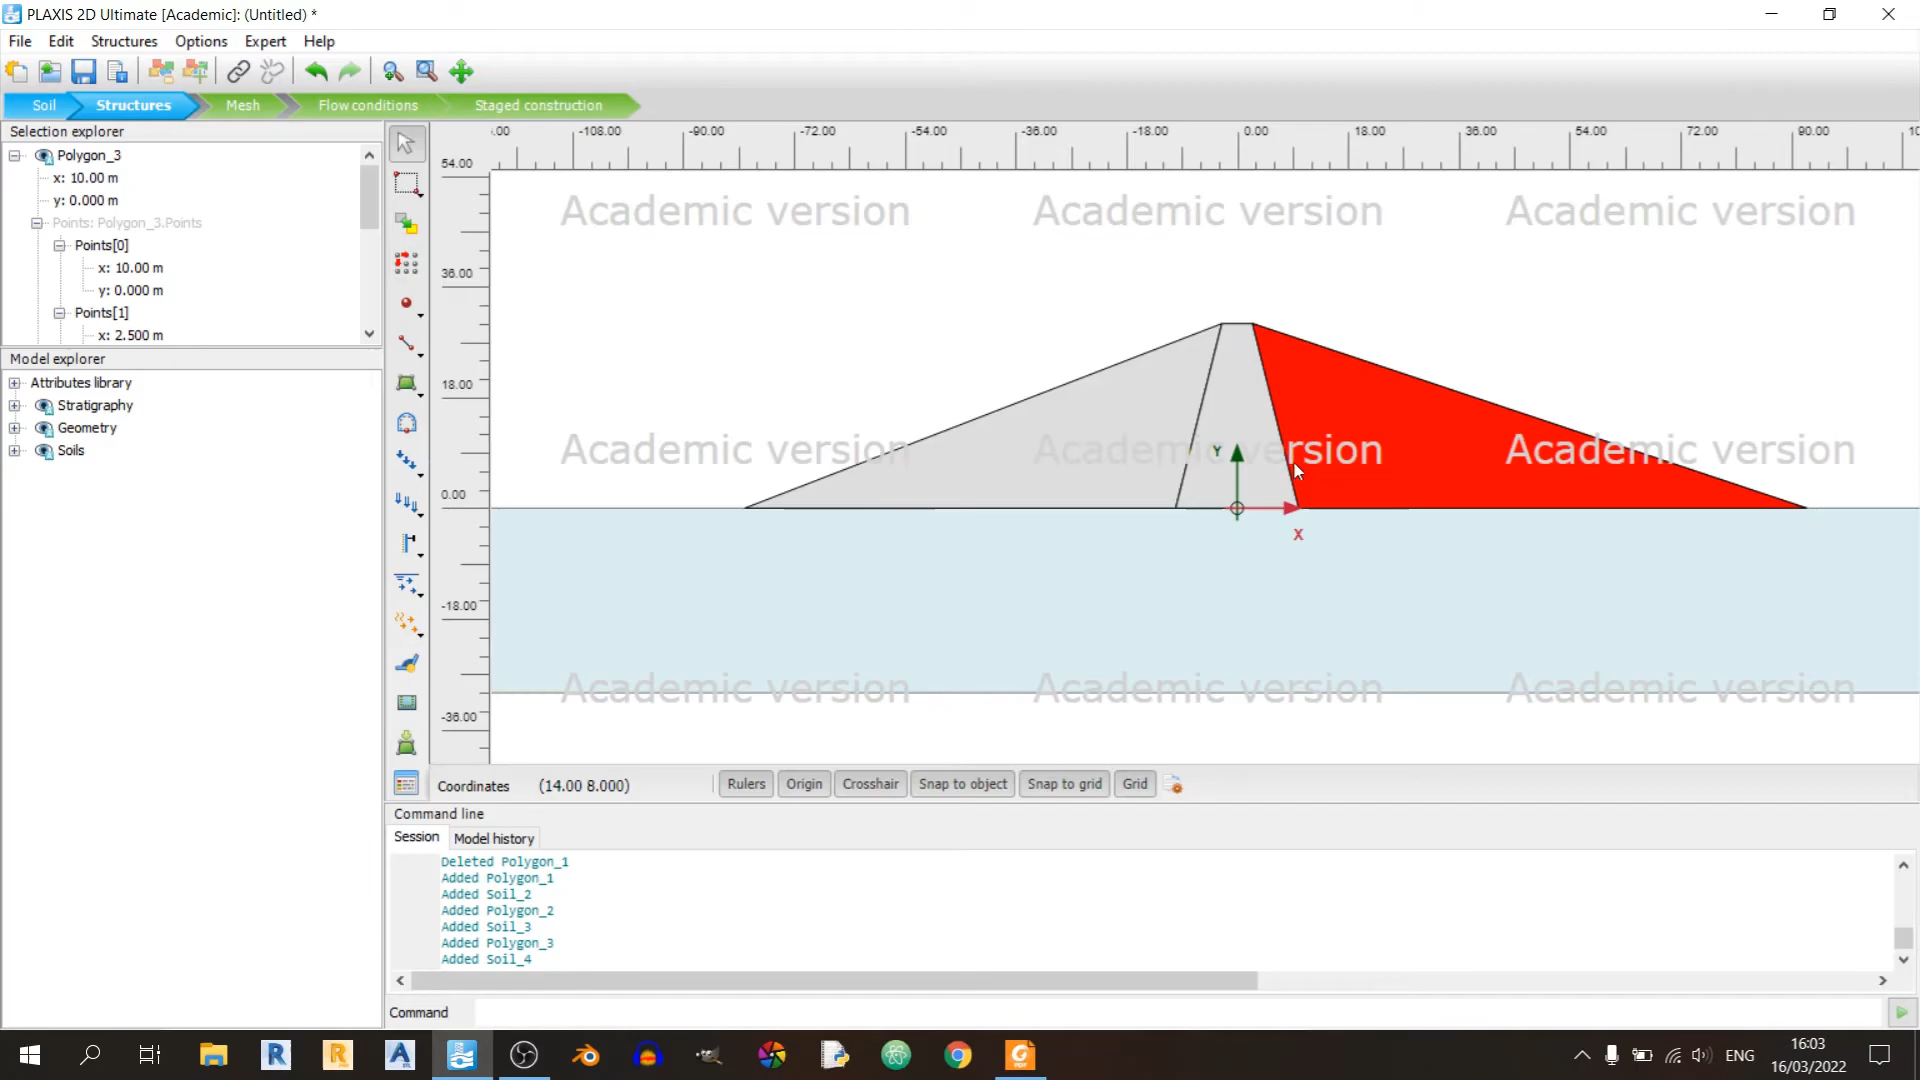 PLAXIS 2D Ultimate [Academic]: (Untitled) *
File Edit Structures Options Expert Help
Soil Structures Mesh Flow conditions Staged construction
Selection explorer
Polygon_3
x: 10.00 m
y: 0.000 m
Points: Polygon_3.Points
Points[0]
x: 10.00 m
y: 0.000 m
Points[1]
x: 2.500 m
Model explorer
Attributes library
Stratigraphy
Geometry
Soils
-108.00 -90.00 -72.00 -54.00 -36.00 -18.00 0.00 18.00 36.00 54.00 72.00 90.00
54.00
36.00
18.00
0.00
-18.00
-36.00
Academic version Academic version Academic version
Academic version Academic version Academic version
Y
X
Academic version Academic version Academic version
Coordinates (14.00 8.000) Rulers Origin Crosshair Snap to object Snap to grid Grid
Command line
Session Model history
Deleted Polygon_1
Added Polygon_1
Added Soil_2
Added Polygon_2
Added Soil_3
Added Polygon_3
Added Soil_4
Command
ENG
16:03
16/03/2022